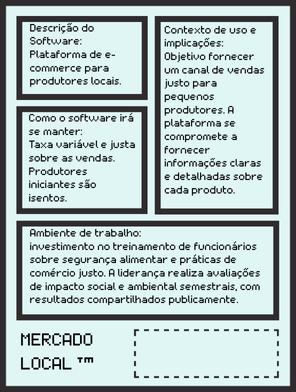 Descrição do
Software:
Plataforma de e-
commerce para
produtores locais.
Como o software irá
se manter:
Taxa variável e justa
sobre as vendas.
Produtores
iniciantes são
isentos.
Contexto de uso e
implicações:
Objetivo fornecer
um canal de vendas
justo para
pequenos
produtores. A
plataforma se
compromete a
fornecer
informações claras
e detalhadas sobre
cada produto.
Ambiente de trabalho:
investimento no treinamento de funcionários
sobre segurança alimentar e práticas de
comércio justo. A liderança realiza avaliações
de impacto social e ambiental semestrais, com
resultados compartilhados publicamente.
MERCADO
LOCAL ™